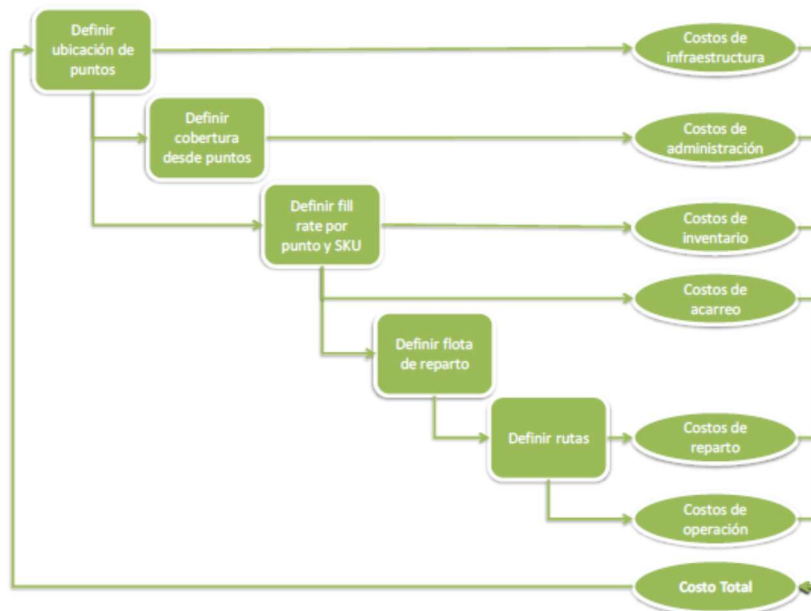 Definir
ubicación de
puntos
Costos de
infraestructura
Definir
cobertura
desde puntos
Costos de
administración
Definir fill
rate por
punto y SKU
Costos de
inventario
Costos de
acarreo
Definir flota
de reparto
Definir rutas
Costos de
reparto
Costos de
operación
Costo Total